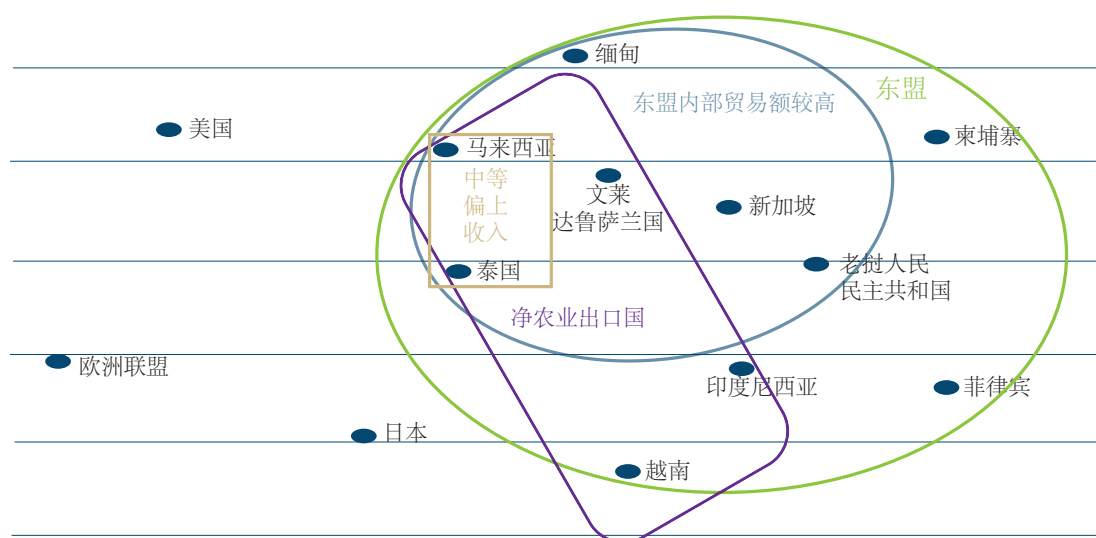 缅甸
东盟
东盟内部贸易额较高
美国
柬埔寨
马来西亚
中等
偏上
收入
文莱
达鲁萨兰国
新加坡
泰国
老挝人民
民主共和国
净农业出口国
欧洲联盟
印度尼西亚
菲律宾
日本
越南